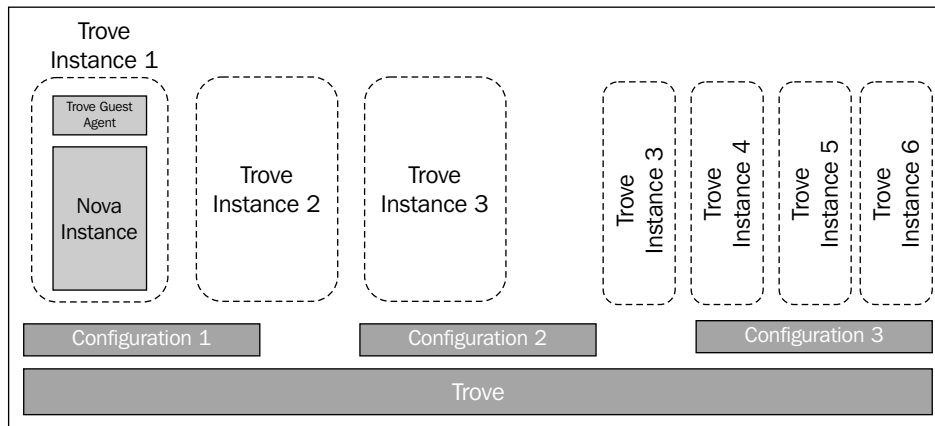 Trove
Instance 1
Trove Guest
Agent
Nova
Instance
Trove
Instance 2
Trove
Instance 3
Trove
Instance 3
Trove
Instance 4
Trove
Instance 5
Trove
Instance 6
Configuration 1
Configuration 2
Configuration 3
Trove